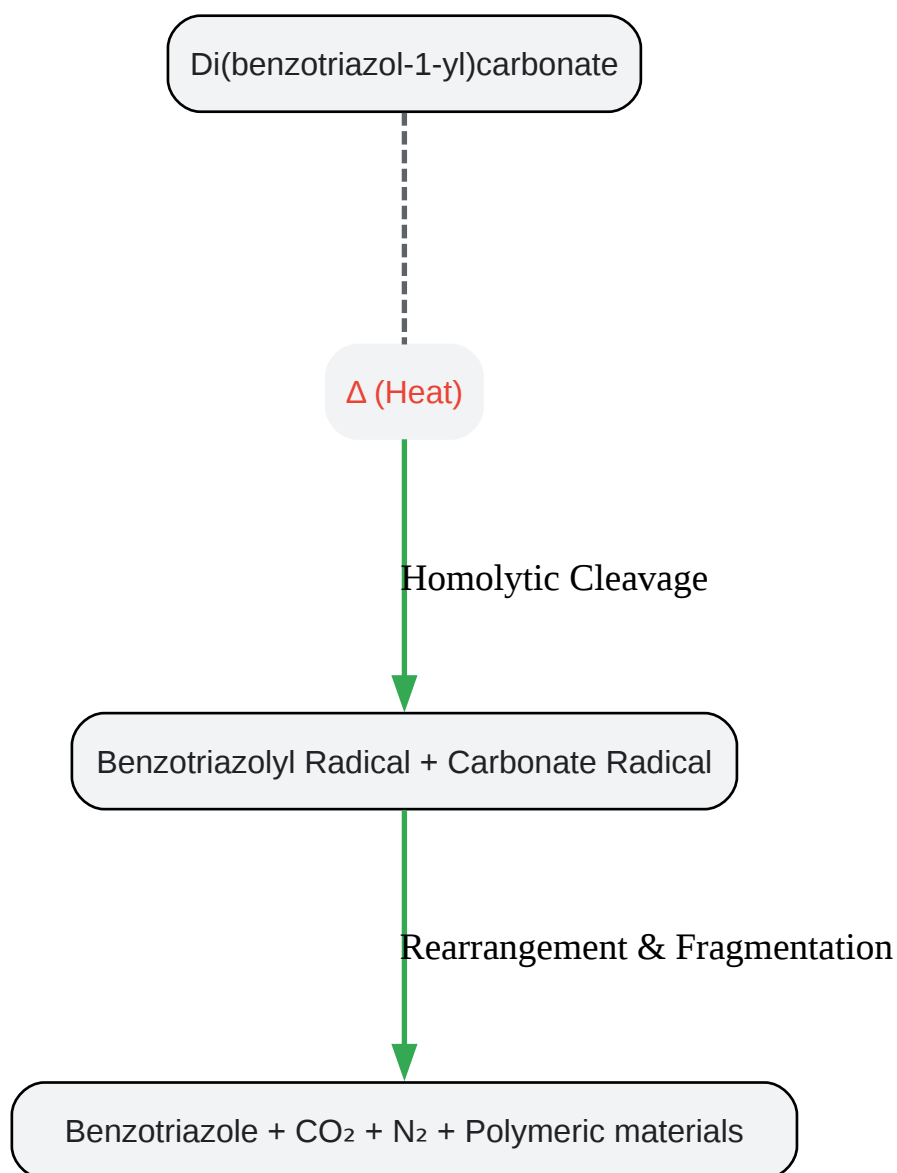 Di(benzotriazol-1-yl)carbonate
Δ (Heat)
Homolytic Cleavage
Benzotriazolyl Radical + Carbonate Radical
Rearrangement & Fragmentation
Benzotriazole + CO₂ + N₂ + Polymeric materials